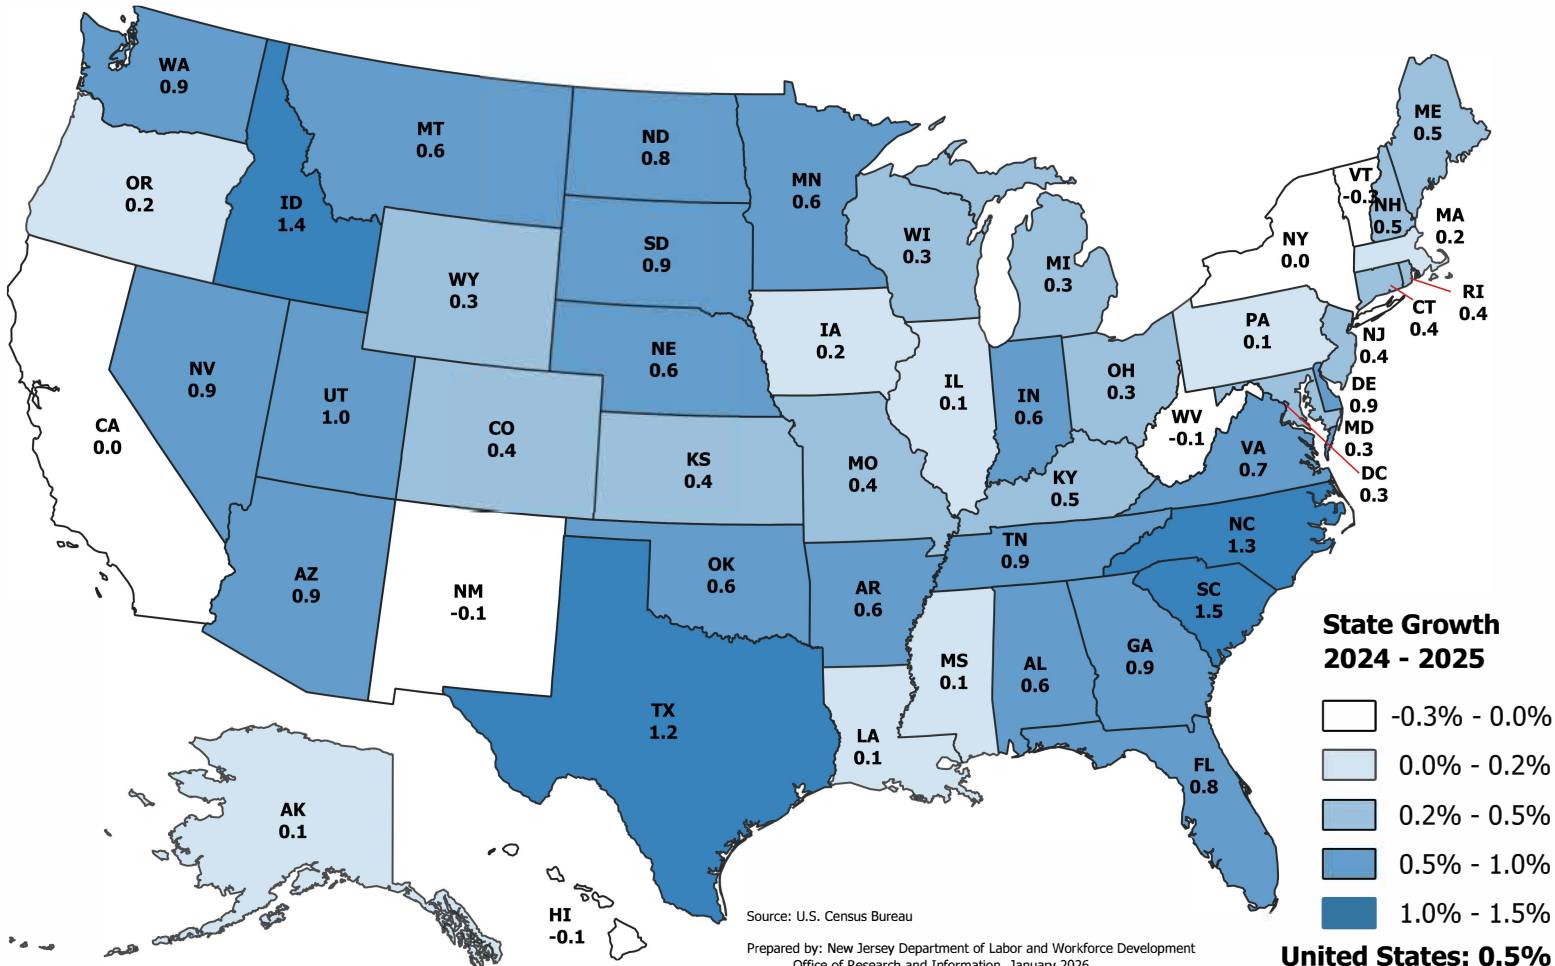 WA
0.9
OR
0.2
CA
0.0
ID
1.4
NV
0.9
MT
0.6
WY
0.3
UT
1.0
AZ
0.9
CO
0.4
NM
-0.1
ND
0.8
SD
0.9
NE
0.6
KS
0.4
OK
0.6
TX
1.2
MN
0.6
IA
0.2
MO
0.4
AR
0.6
LA
0.1
WI
0.3
IL
0.1
MI
0.3
IN
0.6
OH
0.3
KY
0.5
TN
0.9
MS
0.1
AL
0.6
GA
0.9
FL
0.8
SC
1.5
NC
1.3
VA
0.7
WV
-0.1
PA
0.1
NY
0.0
VT
-0.3
NH
0.5
ME
0.5
MA
0.2
RI
0.4
CT
0.4
NJ
0.4
DE
0.9
MD
0.3
DC
0.3
AK
0.1
HI
-0.1
State Growth
2024 - 2025
-0.3% - 0.0%
0.0% - 0.2%
0.2% - 0.5%
0.5% - 1.0%
1.0% - 1.5%
United States: 0.5%
Source: U.S. Census Bureau
Prepared by: New Jersey Department of Labor and Workforce Development
Office of Research and Information, January 2026